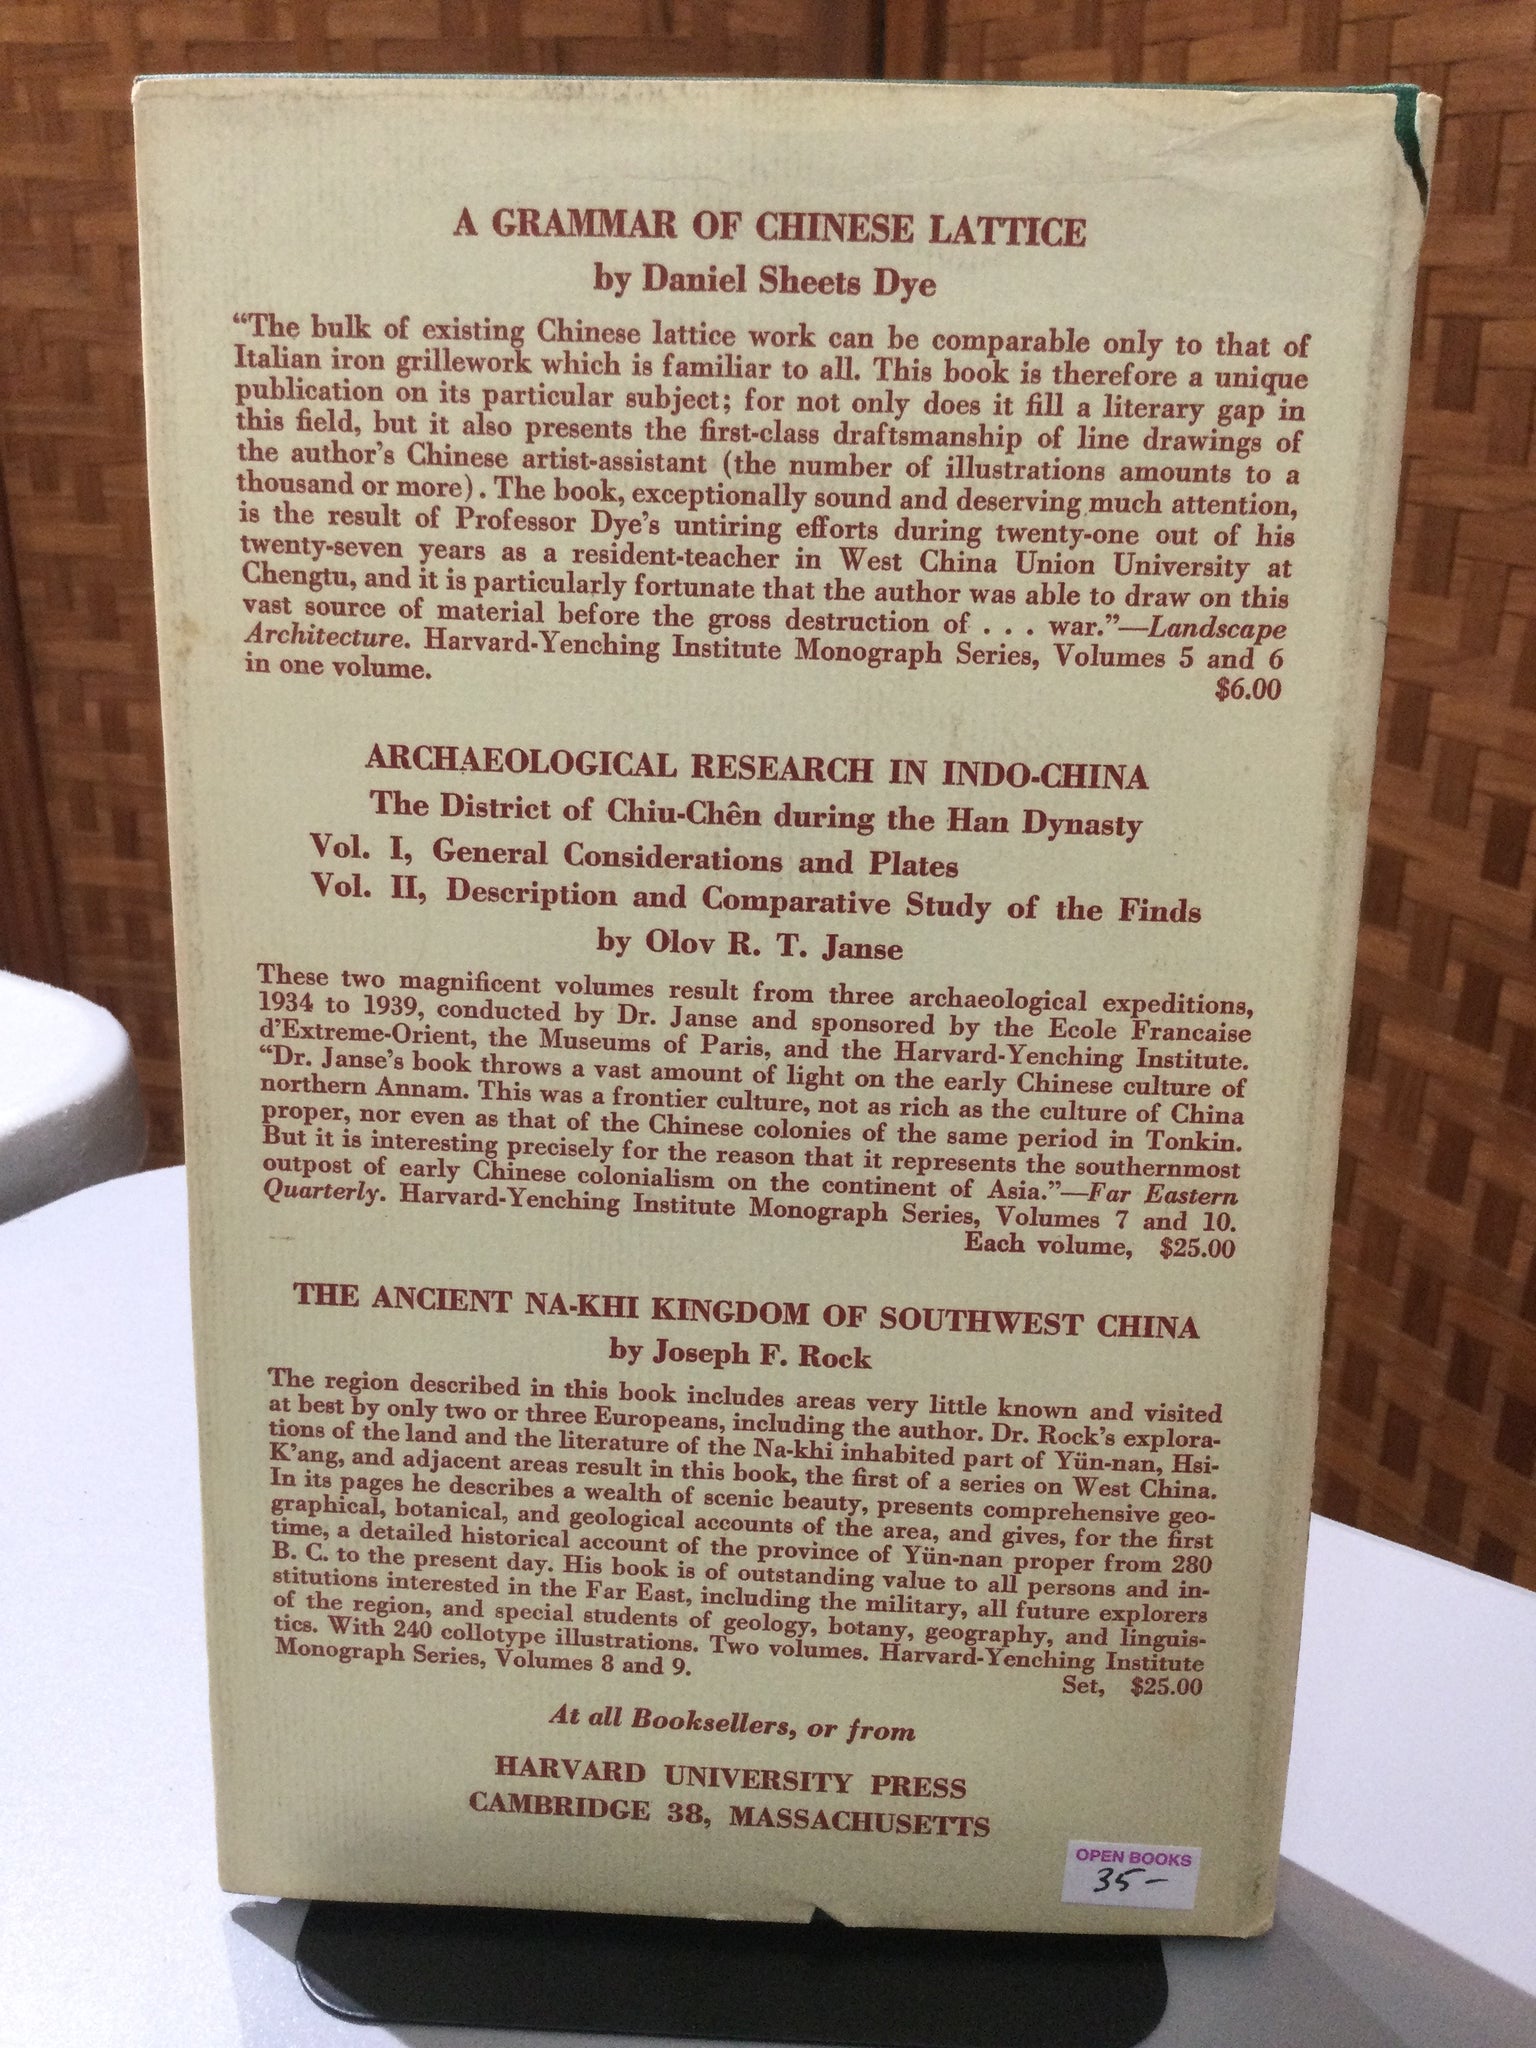 A GRAMMAR OF CHINESE LATTICE
by Daniel Sheets Dye
“The bulk of existing Chinese lattice work can be comparable only to that of
Italian iron grillework which is familiar to all. This book is therefore a unique
publication on its particular subject; for not only does it fill a literary gap in
this field, but it also presents the first-class draftsmanship of line drawings of
the author’s Chinese artist-assistant (the number of illustrations amounts to a
thousand or more). The book, exceptionally sound and deserving much attention,
is the result of Professor Dye’s untiring efforts during twenty-one out of his
twenty-seven years as a resident-teacher in West China Union University at
Chengtu, and it is particularly fortunate that the author was able to draw on this
vast source of material before the gross destruction of . . . war.”—Landscape
Architecture. Harvard-Yenching Institute Monograph Series, Volumes 5 and 6
in one volume.
$6.00
ARCHAEOLOGICAL RESEARCH IN INDO-CHINA
The District of Chiu-Chên during the Han Dynasty
Vol. I, General Considerations and Plates
Vol. II, Description and Comparative Study of the Finds
by Olov R. T. Janse
These two magnificent volumes result from three archaeological expeditions,
1934 to 1939, conducted by Dr. Janse and sponsored by the Ecole Francaise
d’Extreme-Orient, the Museums of Paris, and the Harvard-Yenching Institute.
“Dr. Janse’s book throws a vast amount of light on the early Chinese culture of
northern Annam. This was a frontier culture, not as rich as the culture of China
proper, nor even as that of the Chinese colonies of the same period in Tonkin.
But it is interesting precisely for the reason that it represents the southernmost
outpost of early Chinese colonialism on the continent of Asia.”—Far Eastern
Quarterly. Harvard-Yenching Institute Monograph Series, Volumes 7 and 10.
Each volume, $25.00
THE ANCIENT NA-KHI KINGDOM OF SOUTHWEST CHINA
by Joseph F. Rock
The region described in this book includes areas very little known and visited
at best by only two or three Europeans, including the author. Dr. Rock’s explora-
tions of the land and the literature of the Na-khi inhabited part of Yün-nan, Hsi-
K’ang, and adjacent areas result in this book, the first of a series on West China.
In its pages he describes a wealth of scenic beauty, presents comprehensive geo-
graphical, botanical, and geological accounts of the area, and gives, for the first
time, a detailed historical account of the province of Yün-nan proper from 280
B. C. to the present day. His book is of outstanding value to all persons and in-
stitutions interested in the Far East, including the military, all future explorers
of the region, and special students of geology, botany, geography, and linguis-
tics. With 240 collotype illustrations. Two volumes. Harvard-Yenching Institute
Monograph Series, Volumes 8 and 9.
Set, $25.00
At all Booksellers, or from
HARVARD UNIVERSITY PRESS
CAMBRIDGE 38, MASSACHUSETTS
OPEN BOOKS
35-